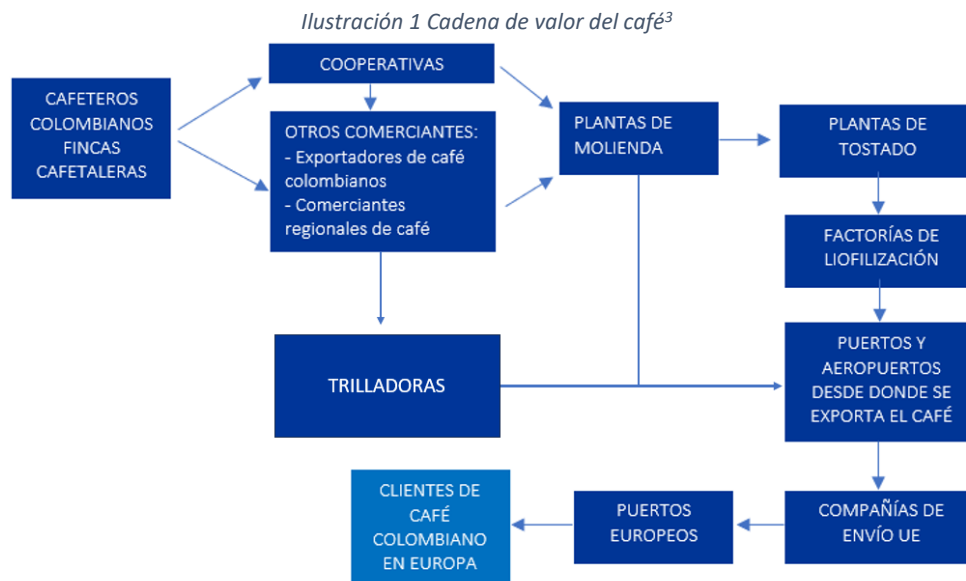 Ilustración 1 Cadena de valor del café³
CAFETEROS
COLOMBIANOS
FINCAS
CAFETALERAS
COOPERATIVAS
OTROS COMERCIANTES:
- Exportadores de café
colombianos
- Comerciantes
regionales de café
PLANTAS DE
MOLIENDA
PLANTAS DE
TOSTADO
FACTORÍAS DE
LIOFILIZACIÓN
TRILLADORAS
PUERTOS Y
AEROPUERTOS
DESDE DONDE SE
EXPORTA EL CAFÉ
CLIENTES DE
CAFÉ
COLOMBIANO
EN EUROPA
PUERTOS
EUROPEOS
COMPAÑÍAS DE
ENVÍO UE